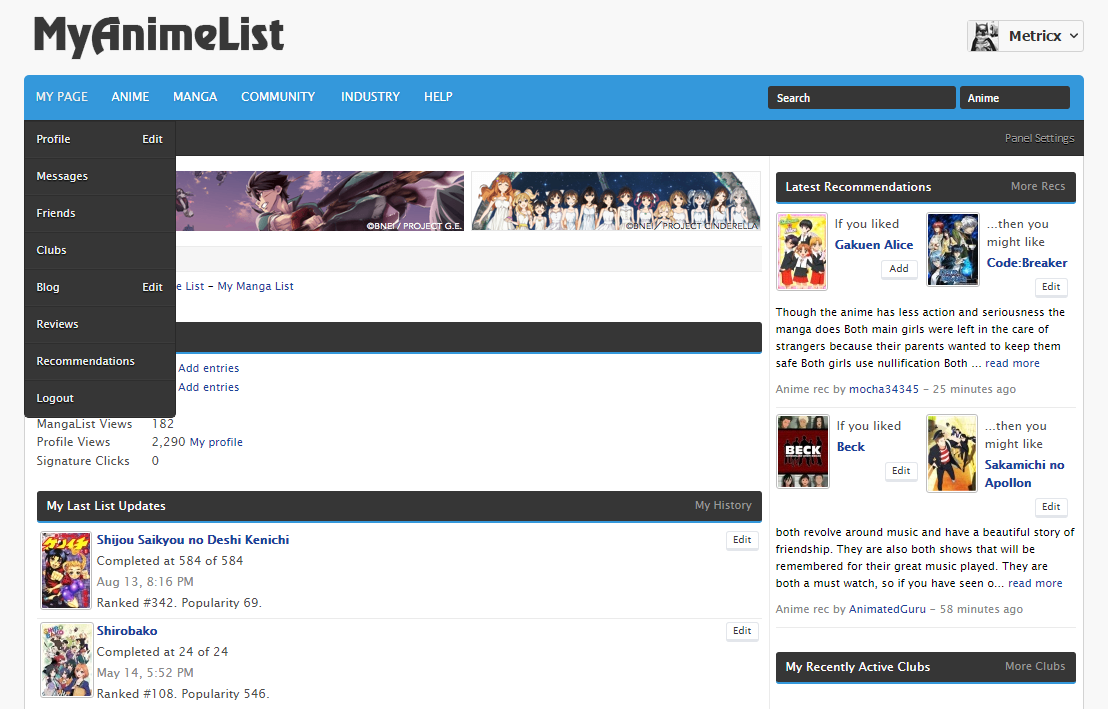 MyAnimeList
Metricx
MY PAGE ANIME MANGA COMMUNITY INDUSTRY HELP
Search Anime
Panel Settings
Profile Edit
Messages
Friends
Clubs
Blog Edit
Reviews
Recommendations
Logout
©BNEI / PROJECT G.E.
©BNEI / PROJECT CINDERELLA
e List - My Manga List
Add entries
Add entries
MangaList Views 182
Profile Views 2,290 My profile
Signature Clicks 0
My Last List Updates My History
Shijou Saikyou no Deshi Kenichi Edit
Completed at 584 of 584
Aug 13, 8:16 PM
Ranked #342. Popularity 69.
Shirobako Edit
Completed at 24 of 24
May 14, 5:52 PM
Ranked #108. Popularity 546.
Latest Recommendations More Recs
If you liked
Gakuen Alice
Add
...then you
might like
Code:Breaker
Edit
Though the anime has less action and seriousness the
manga does Both main girls were left in the care of
strangers because their parents wanted to keep them
safe Both girls use nullification Both ... read more
Anime rec by mocha34345 - 25 minutes ago
BECK
If you liked
Beck
Edit
...then you
might like
Sakamichi no
Apollon
Edit
both revolve around music and have a beautiful story of
friendship. They are also both shows that will be
remembered for their great music played. They are
both a must watch, so if you have seen o... read more
Anime rec by AnimatedGuru - 58 minutes ago
My Recently Active Clubs More Clubs